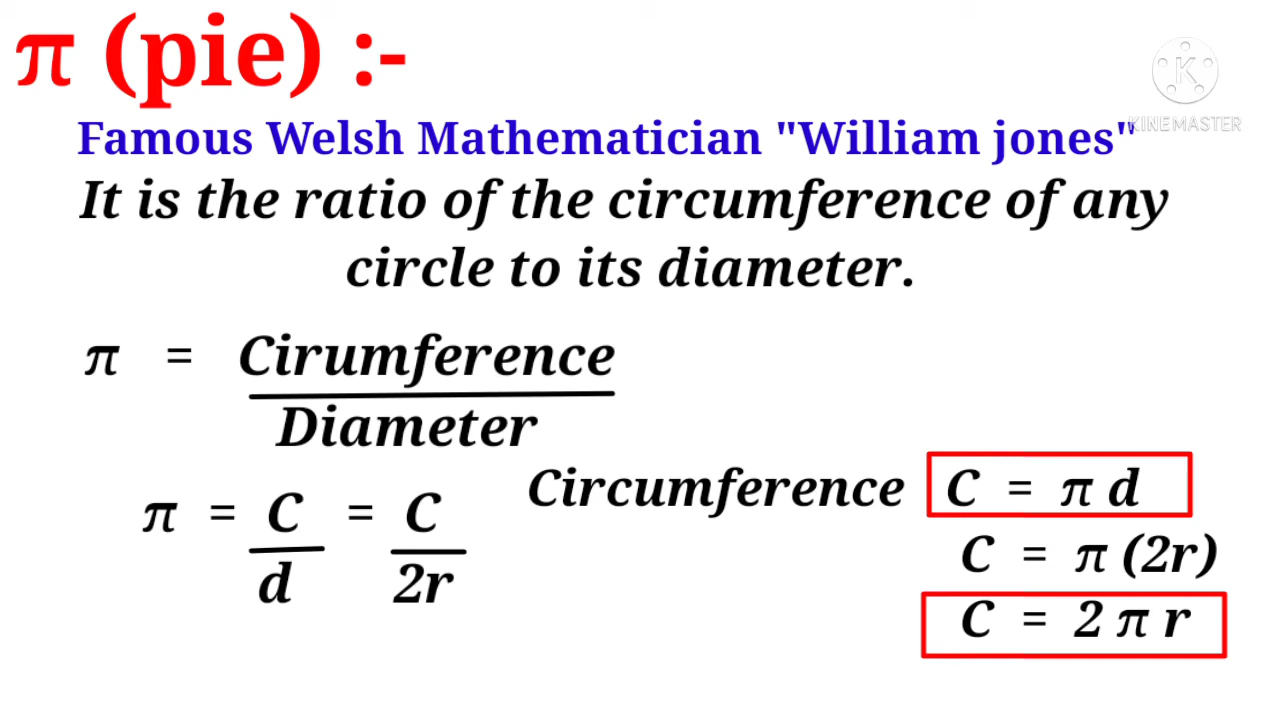 π (pie) :-
K
KINEMASTER
Famous Welsh Mathematician "William jones"
It is the ratio of the circumference of any
circle to its diameter.
π = Cirumference
Diameter
π = C = C
d 2r
Circumference C = π d
C = π (2r)
C = 2 π r